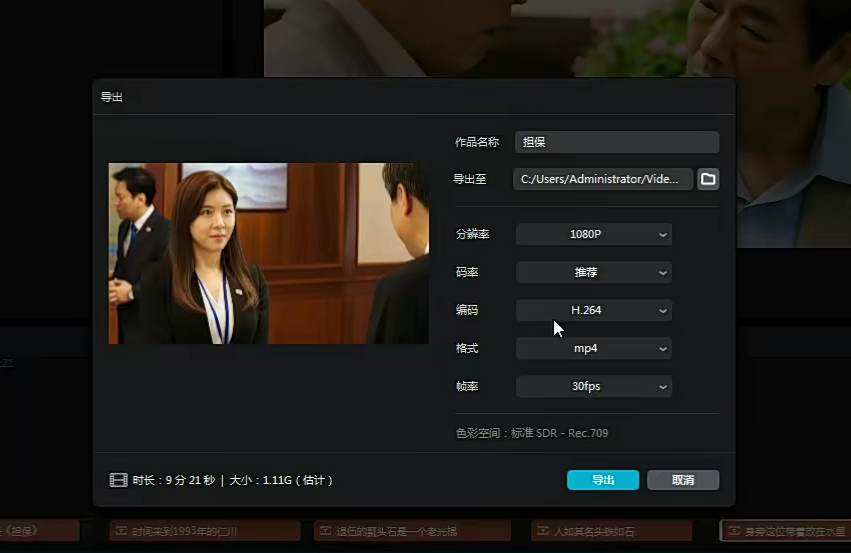 导出
作品名称 担保
导出至 C:/Users/Administrator/Vide...
分辨率 1080P
码率 推荐
编码 H.264
格式 mp4
帧率 30fps
色彩空间：标准 SDR - Rec.709
时长：9 分 21 秒 | 大小：1.11G（估计）
导出 取消
:21
《担保》 时间来到1993年的仁川 退伍的甄头石是一个老光棍 人如其名头铁如石 身旁这位带着放在水里